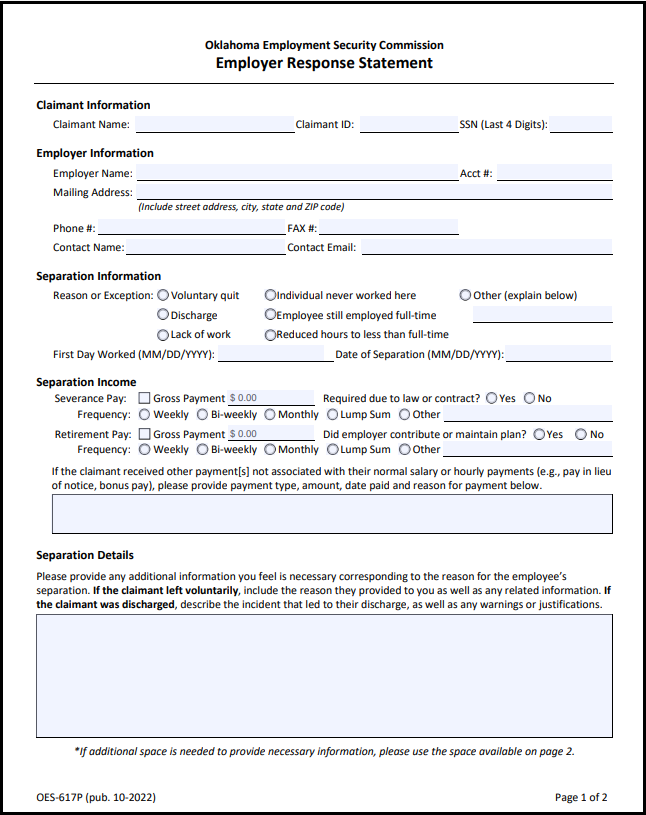 Oklahoma Employment Security Commission
Employer Response Statement
Claimant Information
Claimant Name: Claimant ID: SSN (Last 4 Digits):
Employer Information
Employer Name: Acct #:
Mailing Address:
(Include street address, city, state and ZIP code)
Phone #: FAX #:
Contact Name: Contact Email:
Separation Information
Reason or Exception: Voluntary quit Individual never worked here Other (explain below)
Discharge Employee still employed full-time
Lack of work Reduced hours to less than full-time
First Day Worked (MM/DD/YYYY): Date of Separation (MM/DD/YYYY):
Separation Income
Severance Pay: Gross Payment $ 0.00 Required due to law or contract? Yes No
Frequency: Weekly Bi-weekly Monthly Lump Sum Other
Retirement Pay: Gross Payment $ 0.00 Did employer contribute or maintain plan? Yes No
Frequency: Weekly Bi-weekly Monthly Lump Sum Other
If the claimant received other payment[s] not associated with their normal salary or hourly payments (e.g., pay in lieu
of notice, bonus pay), please provide payment type, amount, date paid and reason for payment below.
Separation Details
Please provide any additional information you feel is necessary corresponding to the reason for the employee's
separation. If the claimant left voluntarily, include the reason they provided to you as well as any related information. If
the claimant was discharged, describe the incident that led to their discharge, as well as any warnings or justifications.
*If additional space is needed to provide necessary information, please use the space available on page 2.
OES-617P (pub. 10-2022) Page 1 of 2